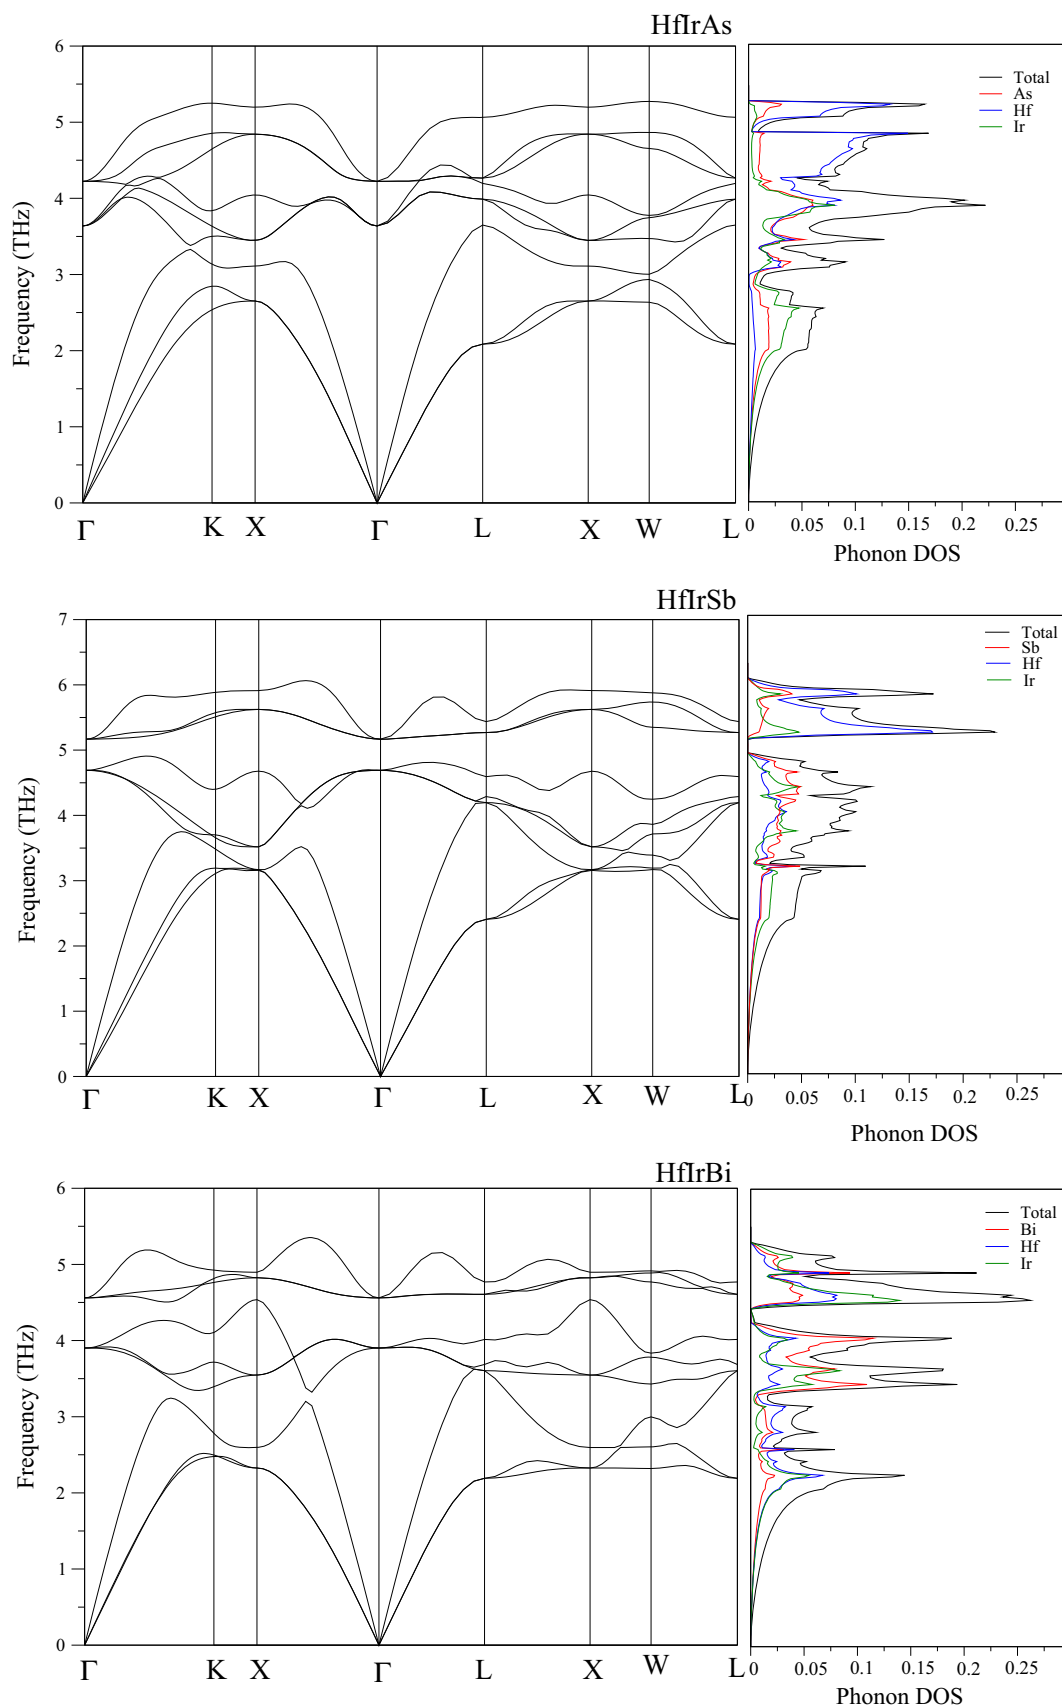 HfIrAs
6
5
4
3
2
1
0
Frequency (THz)
Γ K X Γ L X W L
Total
As
Hf
Ir
0 0.05 0.1 0.15 0.2 0.25
Phonon DOS
HfIrSb
7
6
5
4
3
2
1
0
Frequency (THz)
Γ K X Γ L X W L
Total
Sb
Hf
Ir
0 0.05 0.1 0.15 0.2 0.25
Phonon DOS
HfIrBi
6
5
4
3
2
1
0
Frequency (THz)
Γ K X Γ L X W L
Total
Bi
Hf
Ir
0 0.05 0.1 0.15 0.2 0.25
Phonon DOS